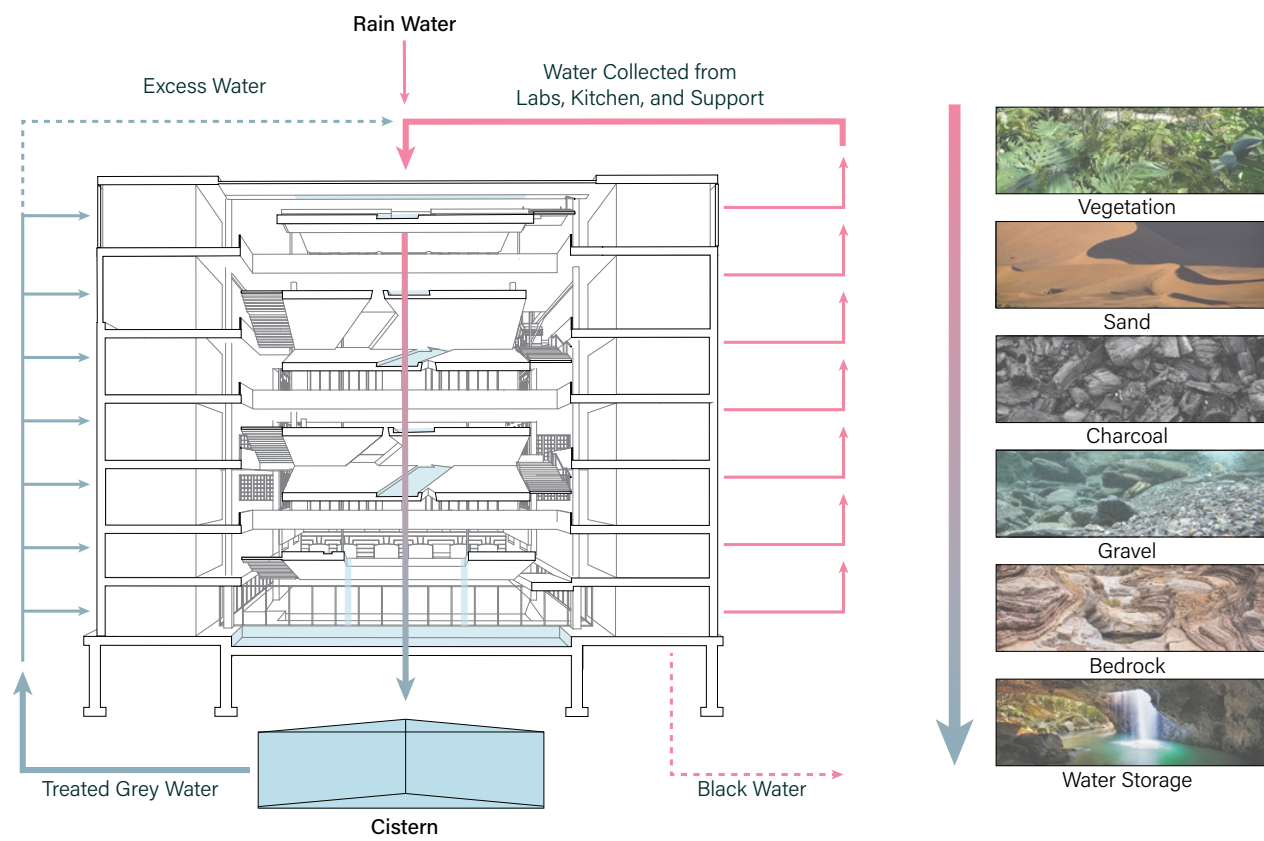 Rain Water
Excess Water
Water Collected from
Labs, Kitchen, and Support
Treated Grey Water
Cistern
Black Water
Vegetation
Sand
Charcoal
Gravel
Bedrock
Water Storage